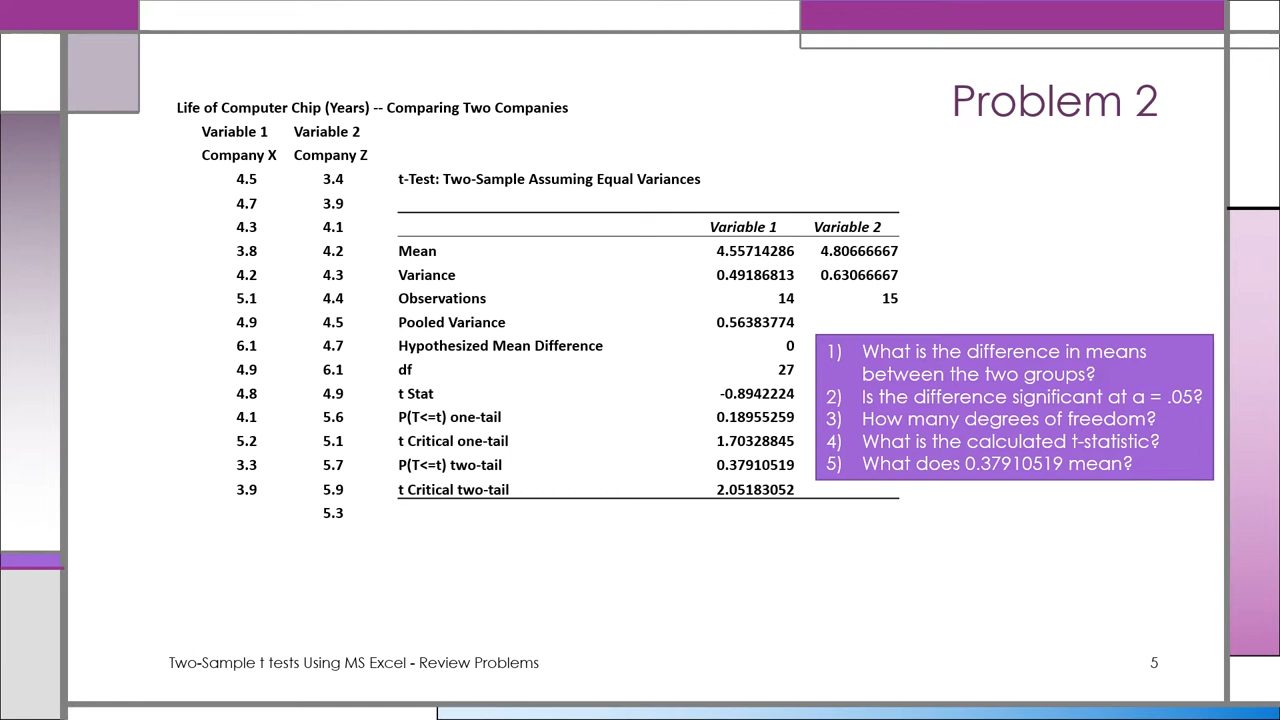 Problem 2
Life of Computer Chip (Years) -- Comparing Two Companies
Variable 1 Variable 2
Company X Company Z
4.5 3.4 t-Test: Two-Sample Assuming Equal Variances
4.7 3.9
4.3 4.1 Variable 1 Variable 2
3.8 4.2 Mean 4.55714286 4.80666667
4.2 4.3 Variance 0.49186813 0.63066667
5.1 4.4 Observations 14 15
4.9 4.5 Pooled Variance 0.56383774
6.1 4.7 Hypothesized Mean Difference 0
4.9 6.1 df 27
4.8 4.9 t Stat -0.8942224
4.1 5.6 P(T<=t) one-tail 0.18955259
5.2 5.1 t Critical one-tail 1.70328845
3.3 5.7 P(T<=t) two-tail 0.37910519
3.9 5.9 t Critical two-tail 2.05183052
5.3
1) What is the difference in means
between the two groups?
2) Is the difference significant at a = .05?
3) How many degrees of freedom?
4) What is the calculated t-statistic?
5) What does 0.37910519 mean?
Two-Sample t tests Using MS Excel - Review Problems 5